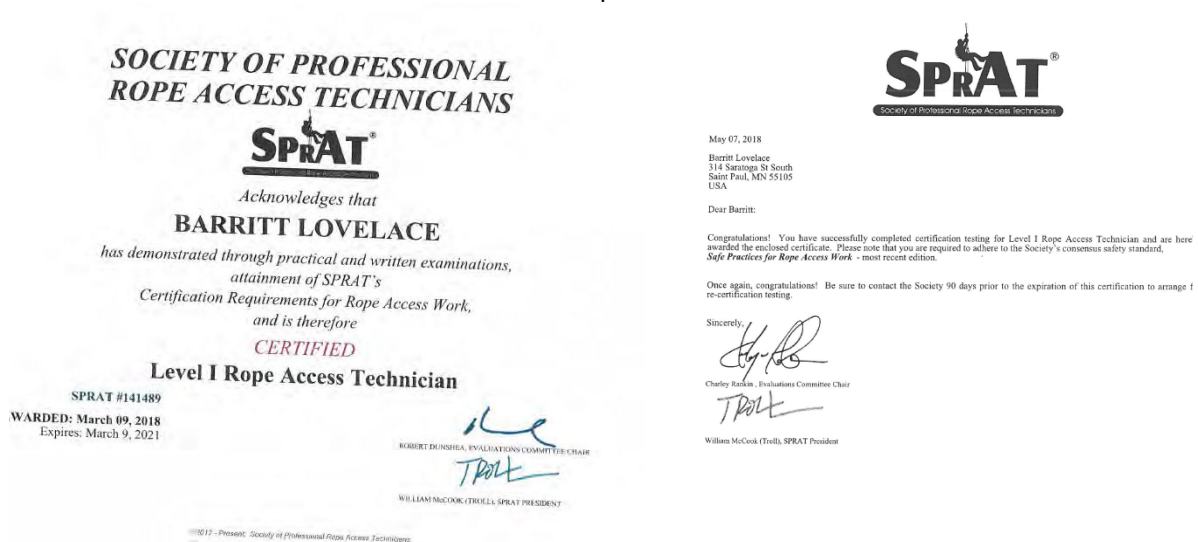 SOCIETY OF PROFESSIONAL
ROPE ACCESS TECHNICIANS
SPRAT®
Acknowledges that
BARRITT LOVELACE
has demonstrated through practical and written examinations,
attainment of SPRAT's
Certification Requirements for Rope Access Work,
and is therefore
CERTIFIED
Level I Rope Access Technician
SPRAT #141489
WARDED: March 09, 2018
Expires: March 9, 2021
ROBERT DUNSHEA, EVALUATIONS COMMITTEE CHAIR
TROLL
WILLIAM McCOOK (TROLL), SPRAT PRESIDENT
- Present, Society of Professional Rope Access Technicians
SPRAT®
Society of Professional Rope Access Technicians
May 07, 2018
Barritt Lovelace
314 Saratoga St South
Saint Paul, MN 55105
USA
Dear Barritt:
Congratulations! You have successfully completed certification testing for Level I Rope Access Technician and are here
awarded the enclosed certificate. Please note that you are required to adhere to the Society's consensus safety standard,
Safe Practices for Rope Access Work - most recent edition.
Once again, congratulations! Be sure to contact the Society 90 days prior to the expiration of this certification to arrange f
re-certification testing.
Sincerely,
Charley Rankin , Evaluations Committee Chair
TROLL
William McCook (Troll), SPRAT President